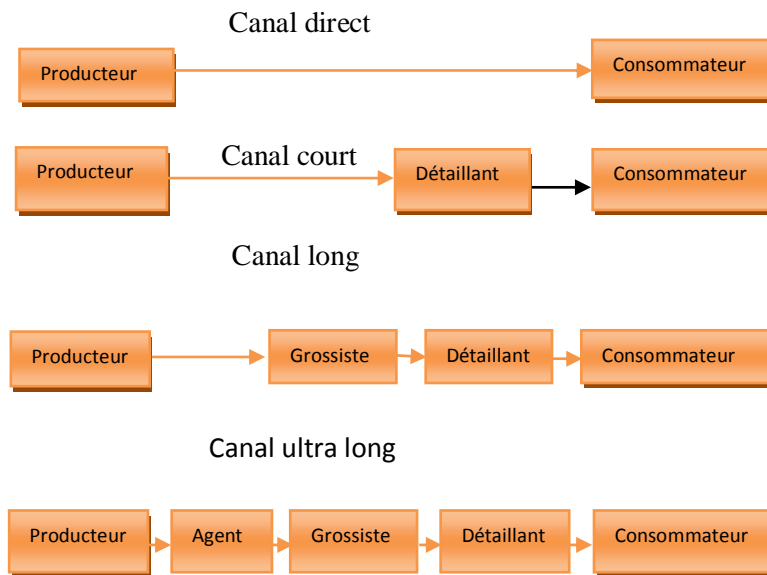 Canal direct
Producteur
Consommateur
Canal court
Producteur
Détaillant
Consommateur
Canal long
Producteur
Grossiste
Détaillant
Consommateur
Canal ultra long
Producteur
Agent
Grossiste
Détaillant
Consommateur